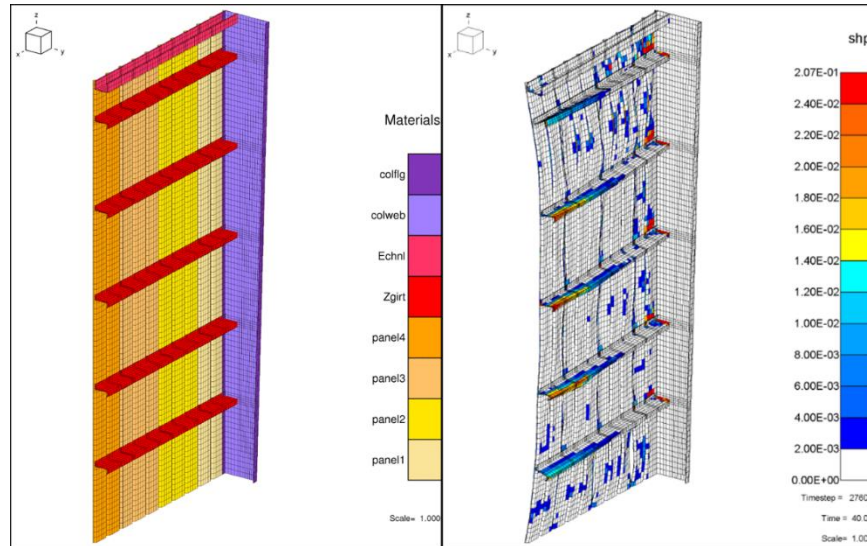 z
x
y
Materials
colflg
colweb
Echnl
Zgirt
panel4
panel3
panel2
panel1
Scale= 1.000
z
x
y
shp
2.07E-01
2.40E-02
2.20E-02
2.00E-02
1.80E-02
1.60E-02
1.40E-02
1.20E-02
1.00E-02
8.00E-03
6.00E-03
4.00E-03
2.00E-03
0.00E+00
Timestep = 2760
Time = 40.0
Scale= 1.00